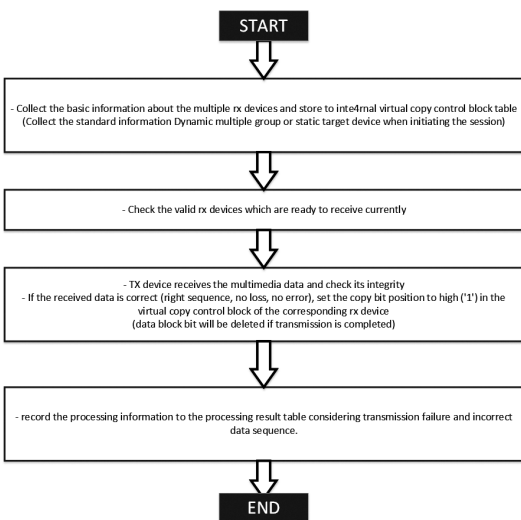 START
- Collect the basic information about the multiple rx devices and store to inte4rnal virtual copy control block table
(Collect the standard information Dynamic multiple group or static target device when initiating the session)
- Check the valid rx devices which are ready to receive currently
- TX device receives the multimedia data and check its integrity
- If the received data is correct (right sequence, no loss, no error), set the copy bit position to high ('1') in the
virtual copy control block of the corresponding rx device
(data block bit will be deleted if transmission is completed)
- record the processing information to the processing result table considering transmission failure and incorrect
data sequence.
END